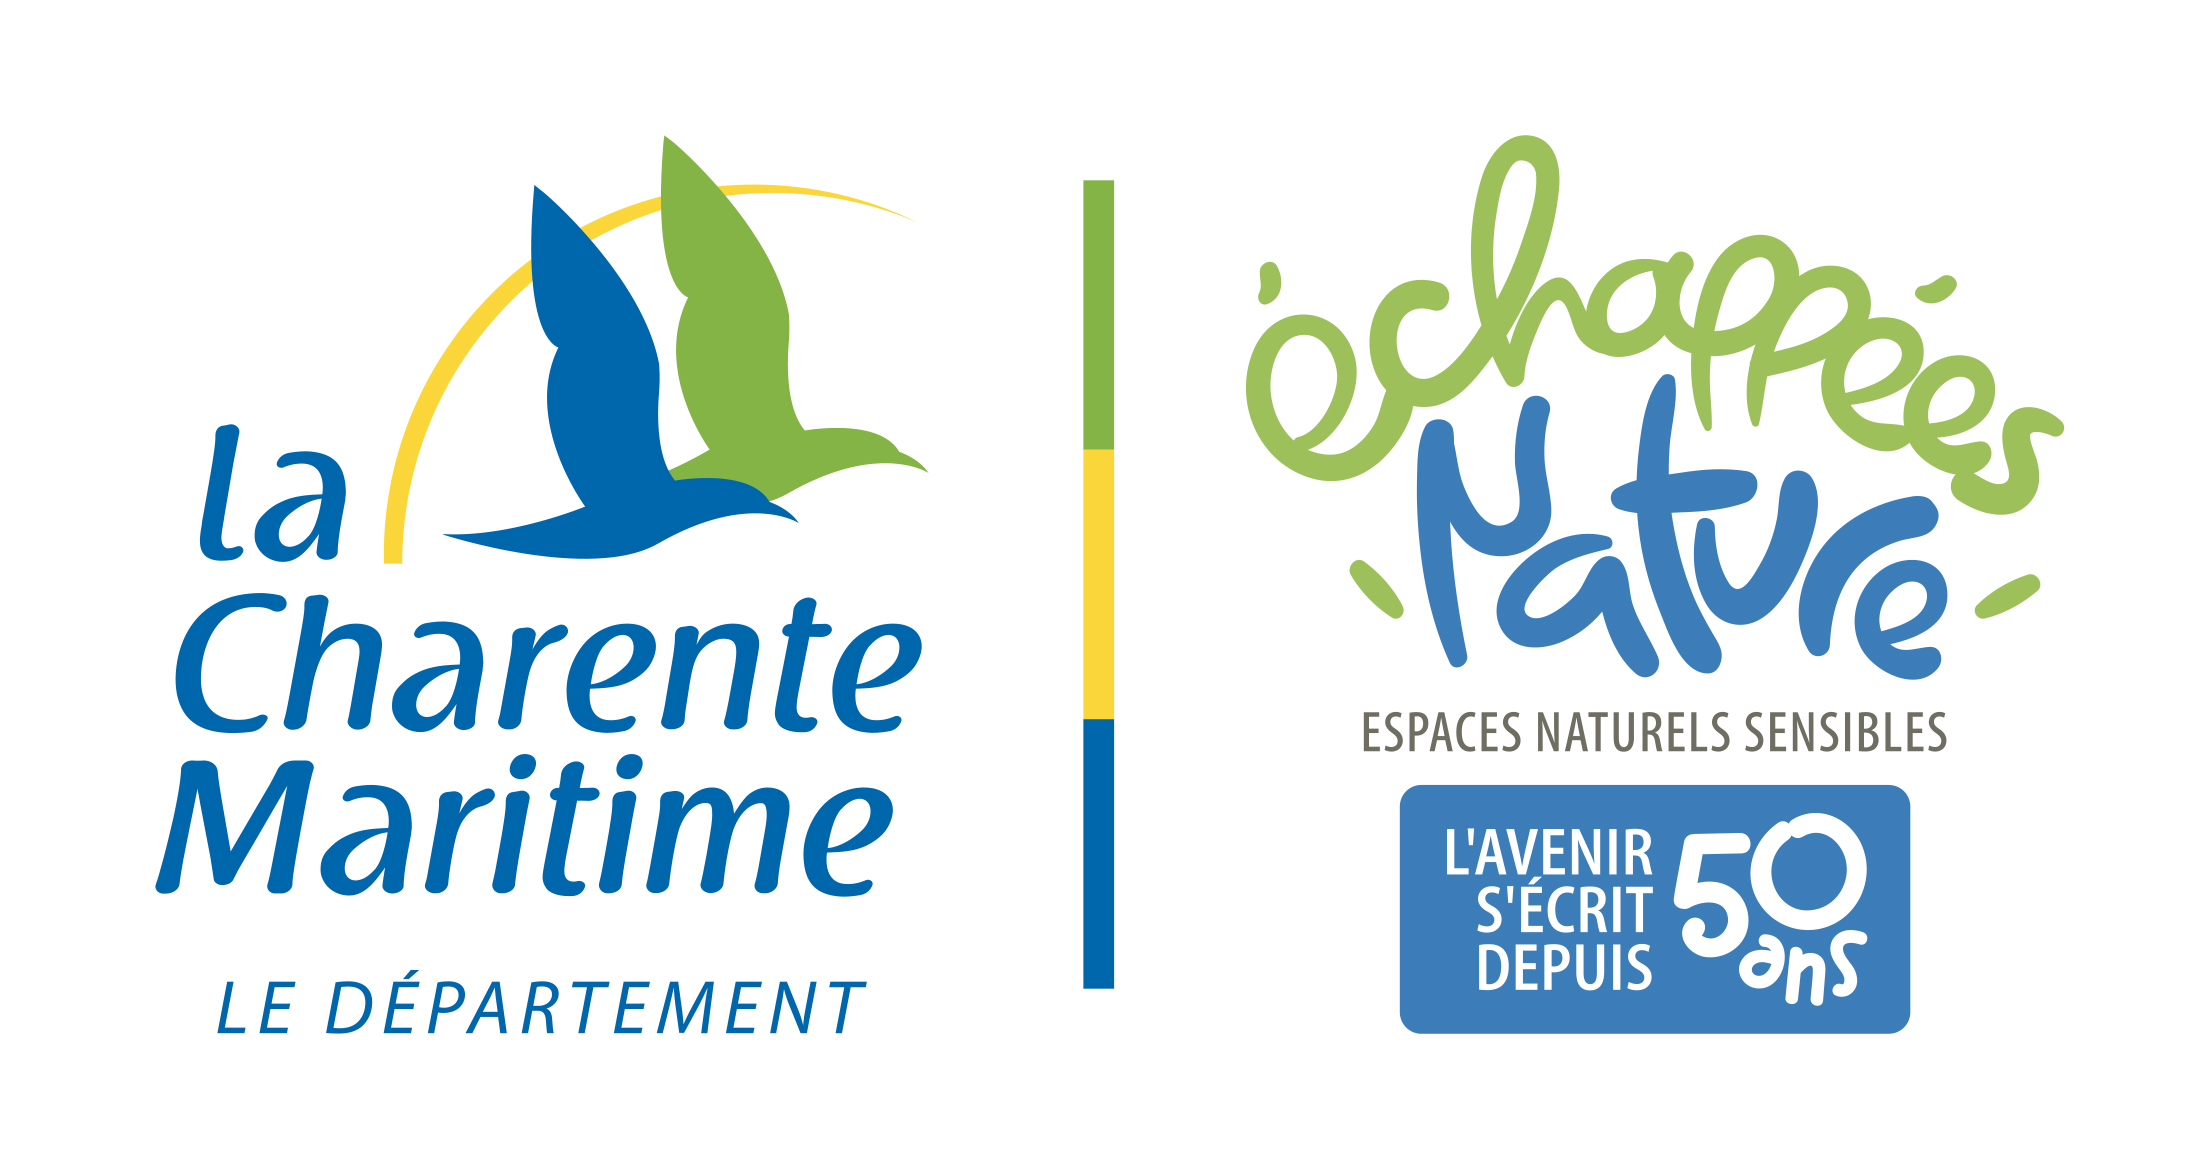 la
Charente
Maritime
LE DÉPARTEMENT
échappées
Nature
ESPACES NATURELS SENSIBLES
L'AVENIR
S'ÉCRIT
DEPUIS
50
ans